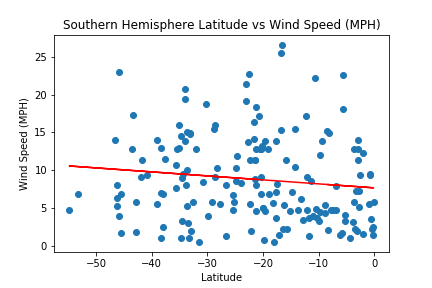 Southern Hemisphere Latitude vs Wind Speed (MPH)
25
20
15
10
5
0
Wind Speed (MPH)
−50 −40 −30 −20 −10 0
Latitude